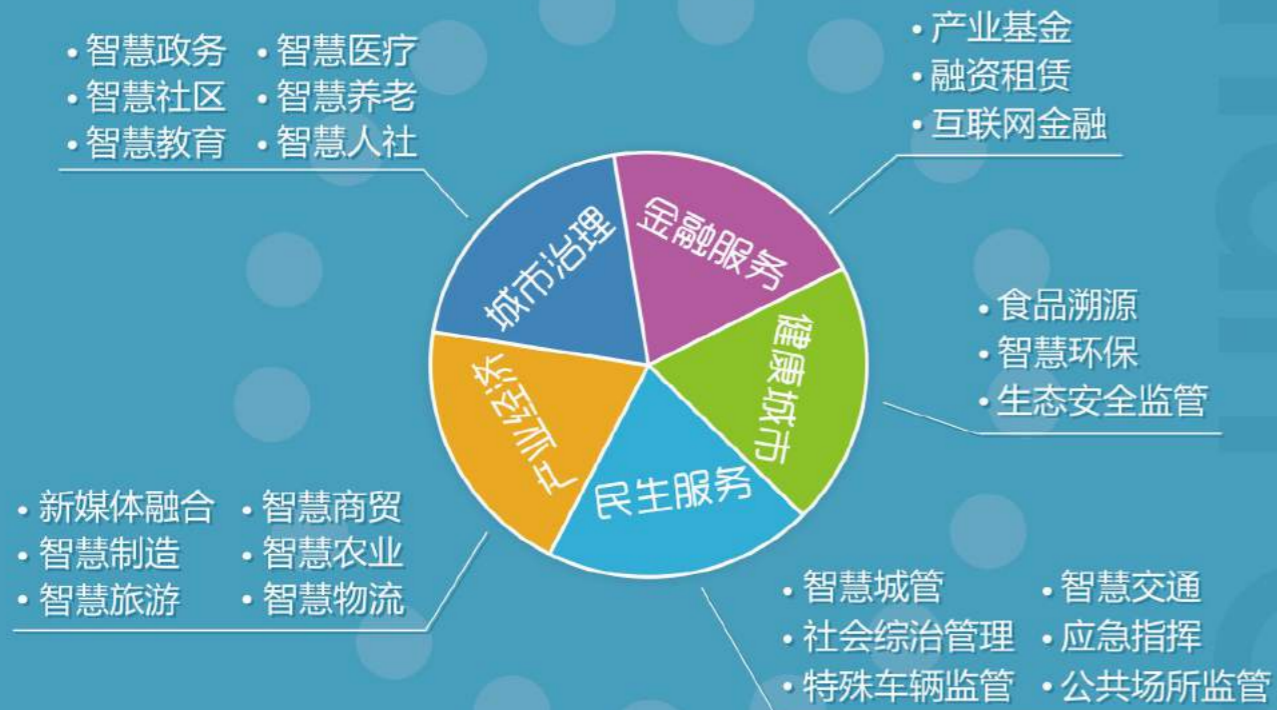 • 智慧政务 • 智慧医疗
• 智慧社区 • 智慧养老
• 智慧教育 • 智慧人社
• 产业基金
• 融资租赁
• 互联网金融
城市治理
金融服务
健康城市
产业经济
民生服务
• 食品溯源
• 智慧环保
• 生态安全监管
• 新媒体融合 • 智慧商贸
• 智慧制造 • 智慧农业
• 智慧旅游 • 智慧物流
• 智慧城管 • 智慧交通
• 社会综治管理 • 应急指挥
• 特殊车辆监管 • 公共场所监管